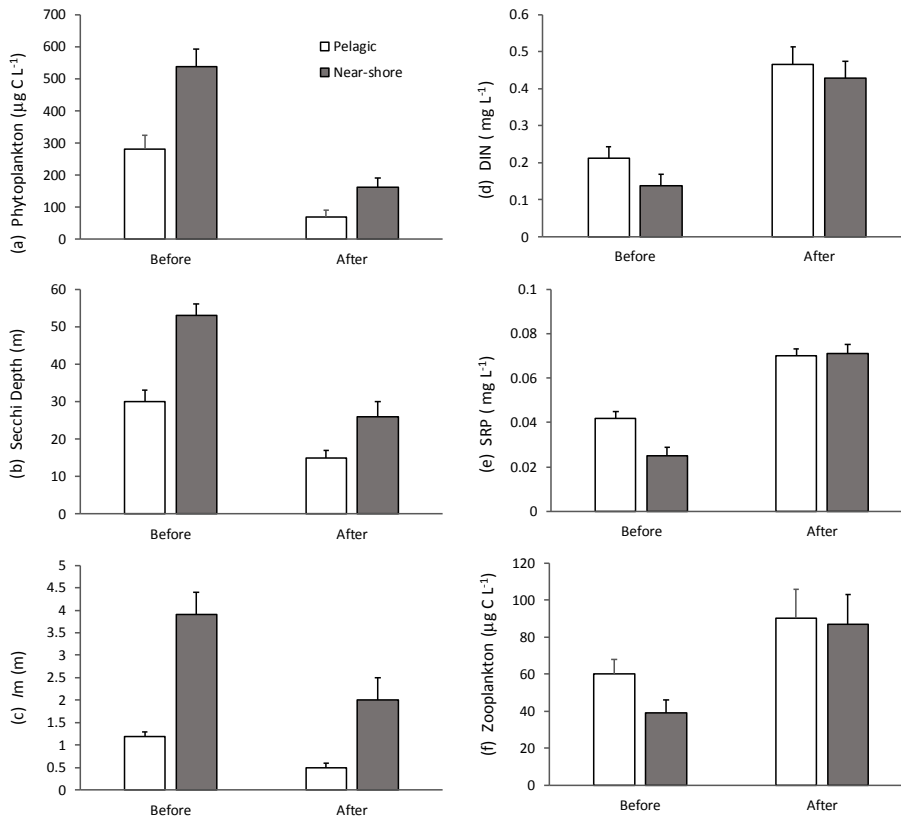 (a) Phytoplankton (µg C L-1)
700
600
500
400
300
200
100
0
Pelagic
Near-shore
Before
After
(b) Secchi Depth (m)
60
50
40
30
20
10
0
Before
After
(c) Im (m)
5
4.5
4
3.5
3
2.5
2
1.5
1
0.5
0
Before
After
(d) DIN ( mg L-1)
0.6
0.5
0.4
0.3
0.2
0.1
0
Before
After
(e) SRP ( mg L-1)
0.1
0.08
0.06
0.04
0.02
0
Before
After
(f) Zooplankton (µg C L-1)
120
100
80
60
40
20
0
Before
After